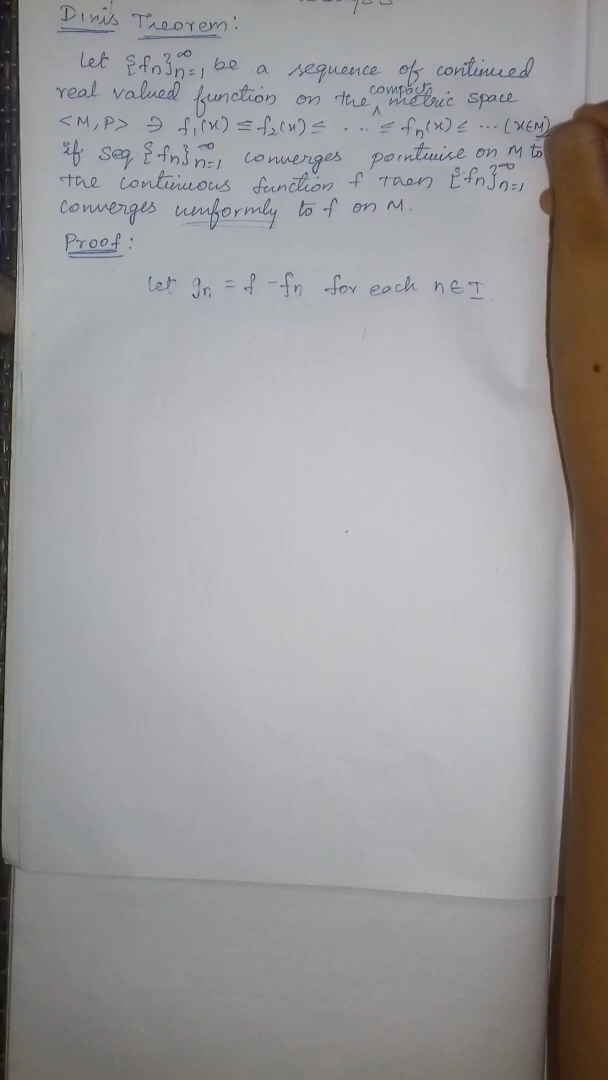 Dini's Theorem:
Let {fn}∞n=1 be a sequence of continued
real valued function on the compact metric space
<M, P> ∋ f1(x) ≤ f2(x) ≤ ... ≤ fn(x) ≤ ... (x∈M)
if seq {fn}∞n=1 converges pointwise on M to
the continuous function f then {fn}∞n=1
converges uniformly to f on M.
Proof:
Let gn = f - fn for each n ∈ I.